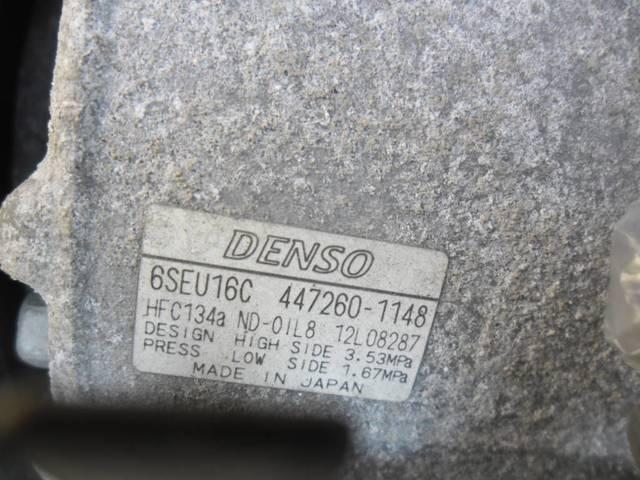 DENSO
6SEU16C 447260-1148
HFC134a ND-OIL8 12L08287
DESIGN HIGH SIDE 3.53MPa
PRESS LOW SIDE 1.67MPa
MADE IN JAPAN